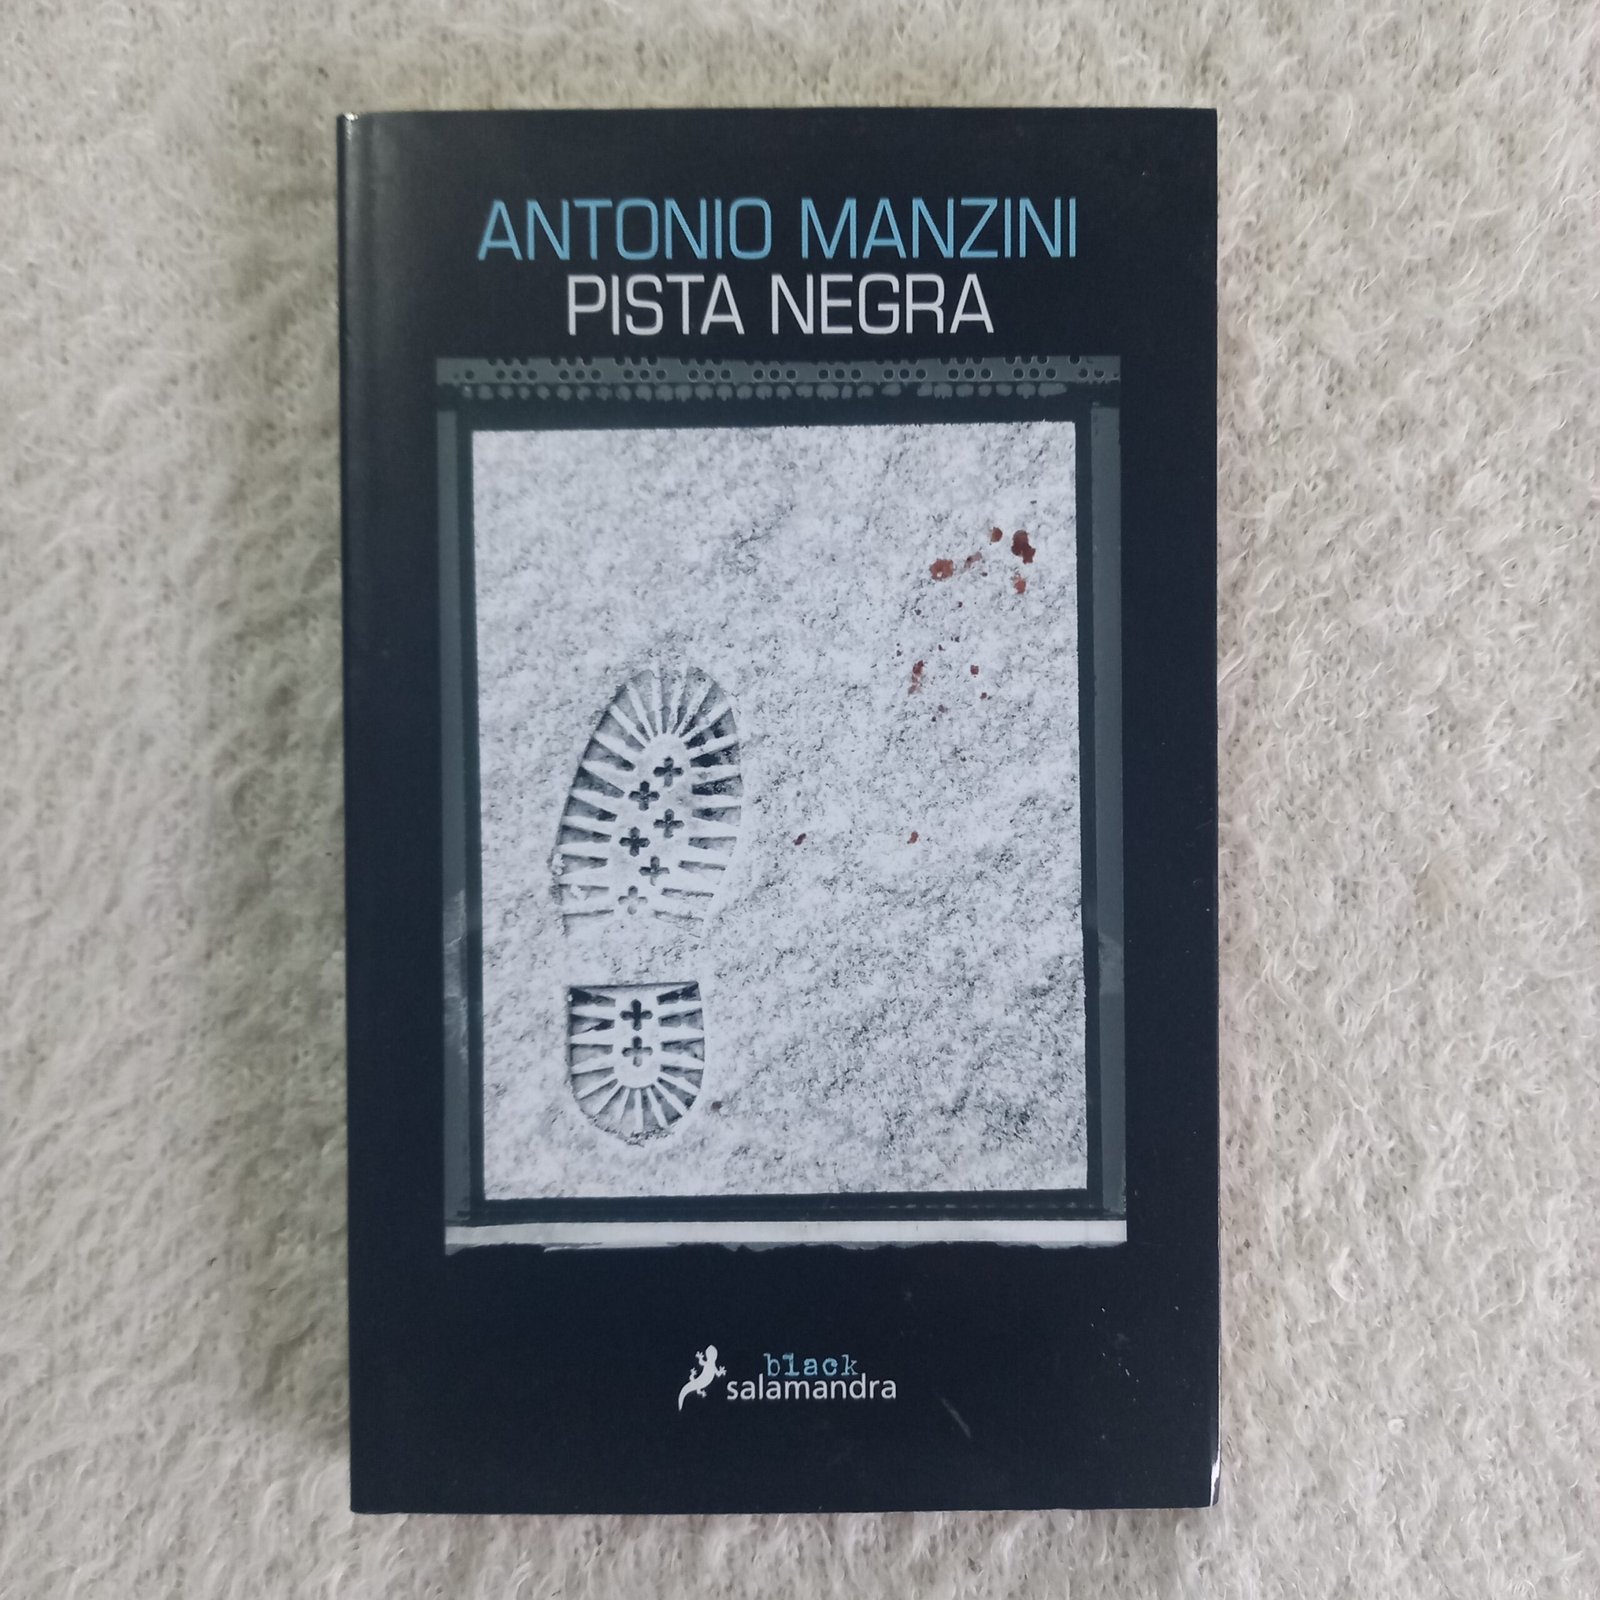 ANTONIO MANZINI
PISTA NEGRA
black
salamandra